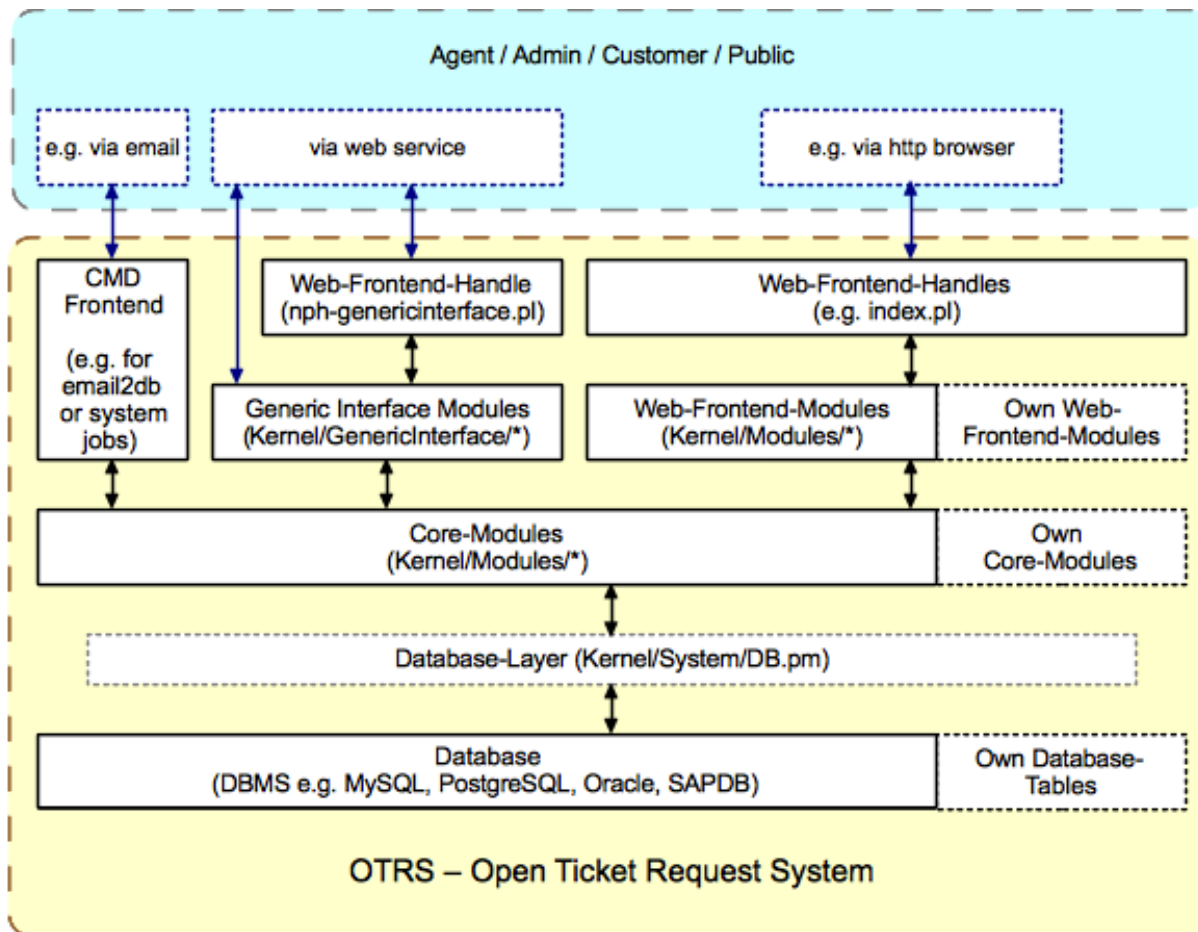 Agent / Admin / Customer / Public
e.g. via email
via web service
e.g. via http browser
CMD
Frontend
(e.g. for
email2db
or system
jobs)
Web-Frontend-Handle
(nph-genericinterface.pl)
Web-Frontend-Handles
(e.g. index.pl)
Generic Interface Modules
(Kernel/GenericInterface/*)
Web-Frontend-Modules
(Kernel/Modules/*)
Own Web-
Frontend-Modules
Core-Modules
(Kernel/Modules/*)
Own
Core-Modules
Database-Layer (Kernel/System/DB.pm)
Database
(DBMS e.g. MySQL, PostgreSQL, Oracle, SAPDB)
Own Database-
Tables
OTRS – Open Ticket Request System